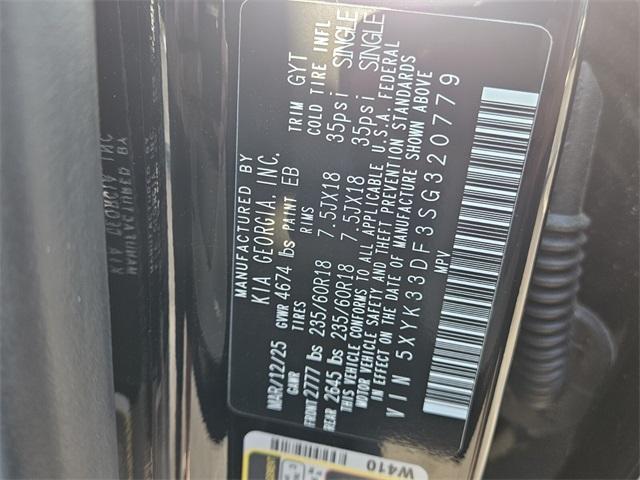 MANUFACTURED BY
KIA GEORGIA, INC.
MAR/12/25 GVWR 4674 lbs PAINT EB TRIM GYT
GAWR TIRES RIMS COLD TIRE INFL
FRONT 2777 lbs 235/60R18 7.5JX18 35psi SINGLE
REAR 2645 lbs 235/60R18 7.5JX18 35psi SINGLE
THIS VEHICLE CONFORMS TO ALL APPLICABLE U.S.A. FEDERAL
MOTOR VEHICLE SAFETY AND THEFT PREVENTION STANDARDS
IN EFFECT ON THE DATE OF MANUFACTURE SHOWN ABOVE
VIN 5XYK33DF3SG320779
MPV
W410